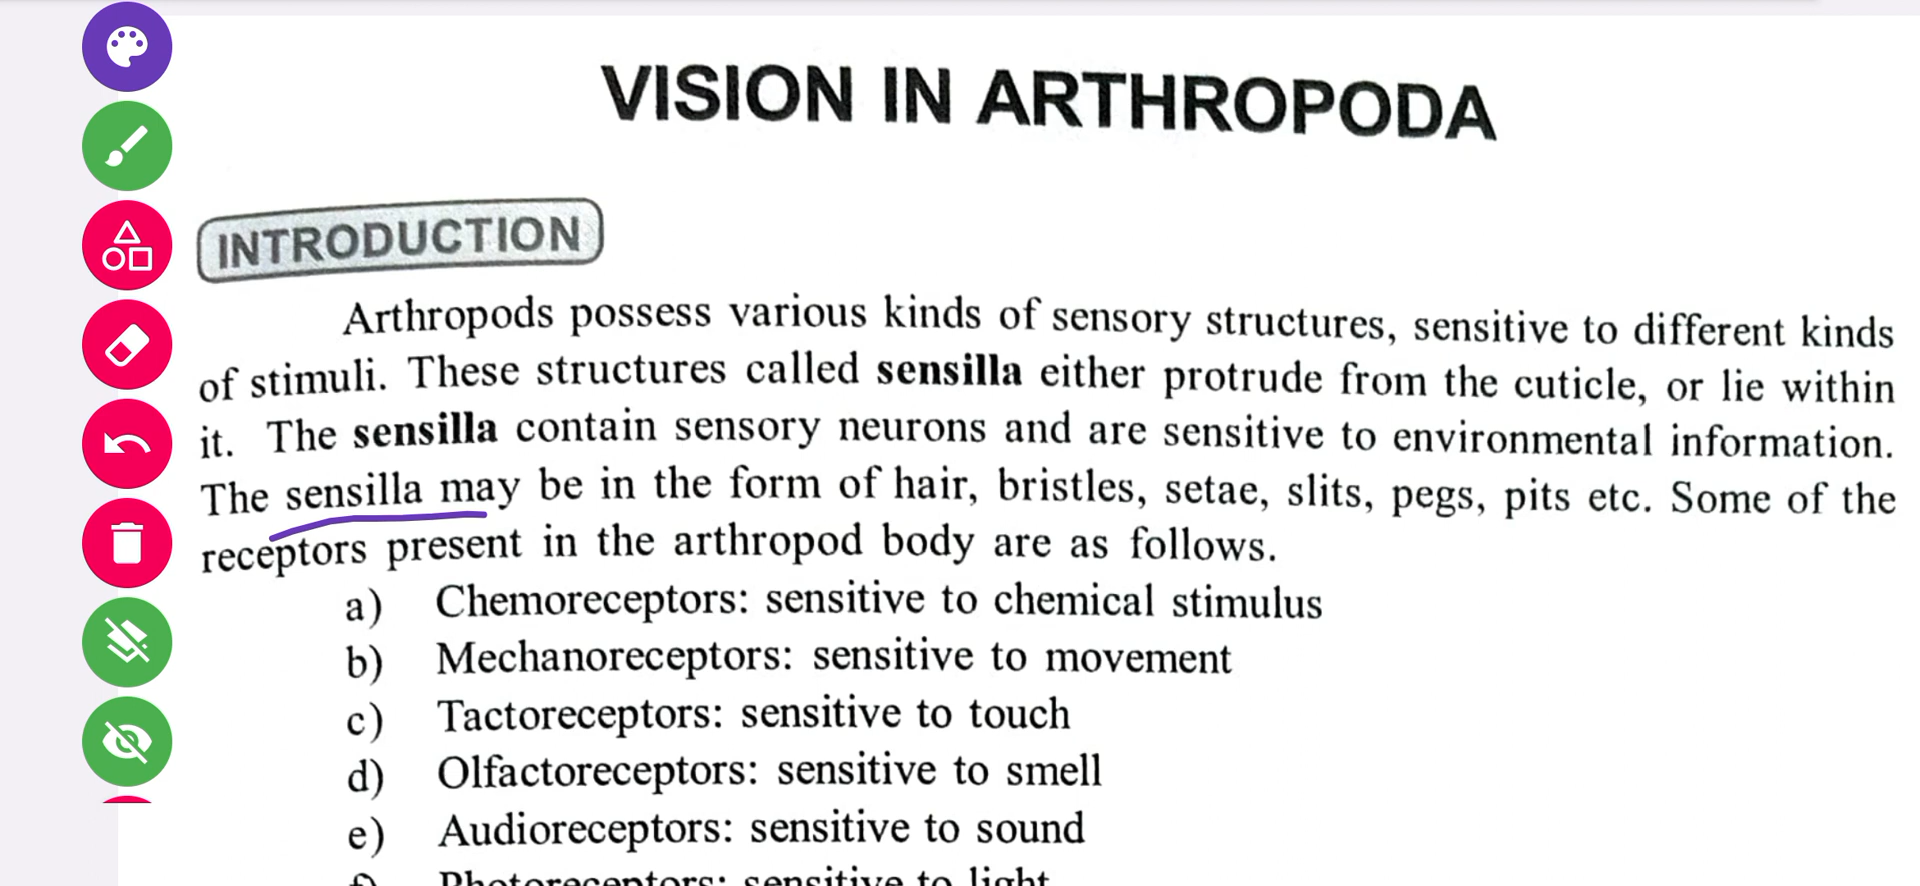 VISION IN ARTHROPODA
INTRODUCTION
Arthropods possess various kinds of sensory structures, sensitive to different kinds
of stimuli. These structures called sensilla either protrude from the cuticle, or lie within
it. The sensilla contain sensory neurons and are sensitive to environmental information.
The sensilla may be in the form of hair, bristles, setae, slits, pegs, pits etc. Some of the
receptors present in the arthropod body are as follows.
a) Chemoreceptors: sensitive to chemical stimulus
b) Mechanoreceptors: sensitive to movement
c) Tactoreceptors: sensitive to touch
d) Olfactoreceptors: sensitive to smell
e) Audioreceptors: sensitive to sound
f) Photoreceptors: sensitive to light